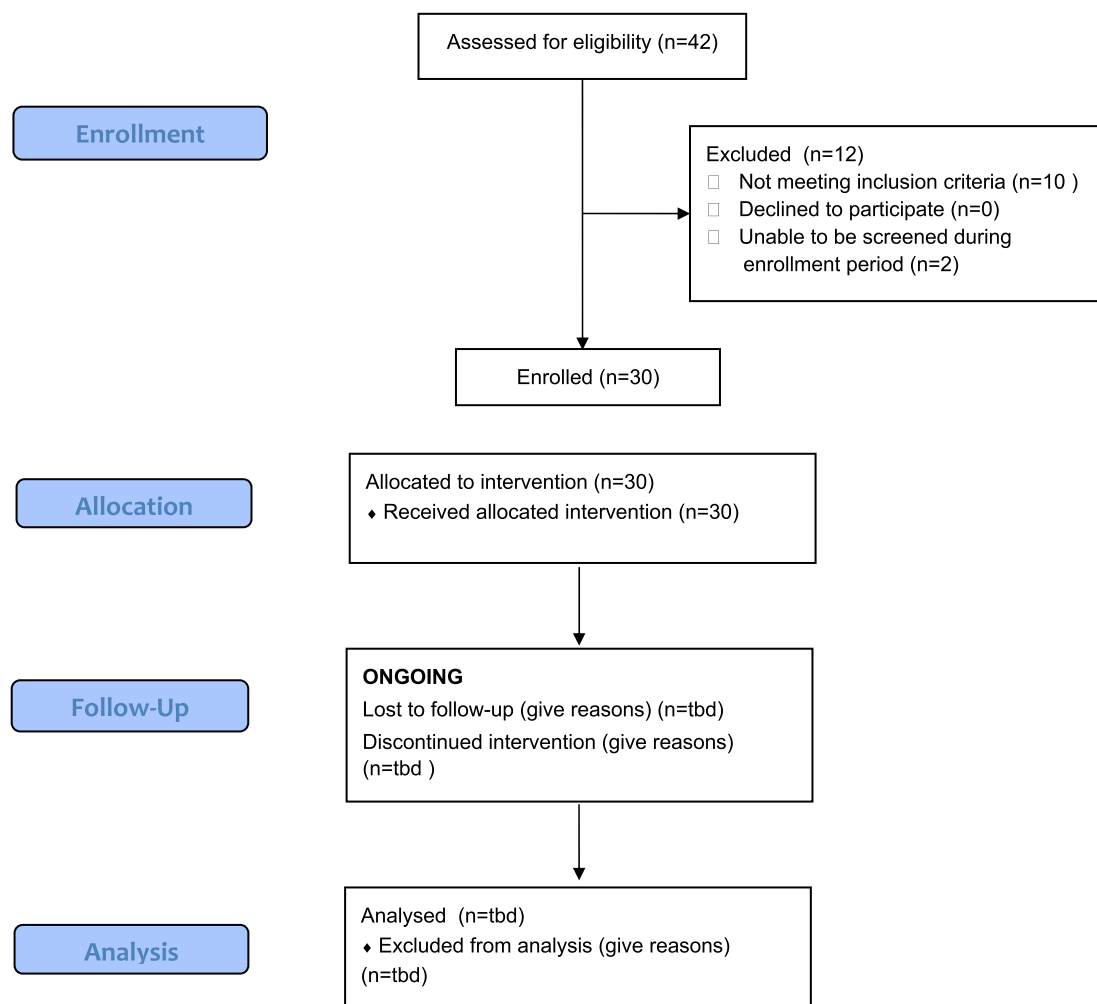 Assessed for eligibility (n=42)
Enrollment
Excluded  (n=12)
Not meeting inclusion criteria (n=10 )
Declined to participate (n=0)
Unable to be screened during
enrollment period (n=2)
Enrolled (n=30)
Allocation
Allocated to intervention (n=30)
♦ Received allocated intervention (n=30)
Follow-Up
ONGOING
Lost to follow-up (give reasons) (n=tbd)
Discontinued intervention (give reasons)
(n=tbd )
Analysis
Analysed  (n=tbd)
♦ Excluded from analysis (give reasons)
(n=tbd)